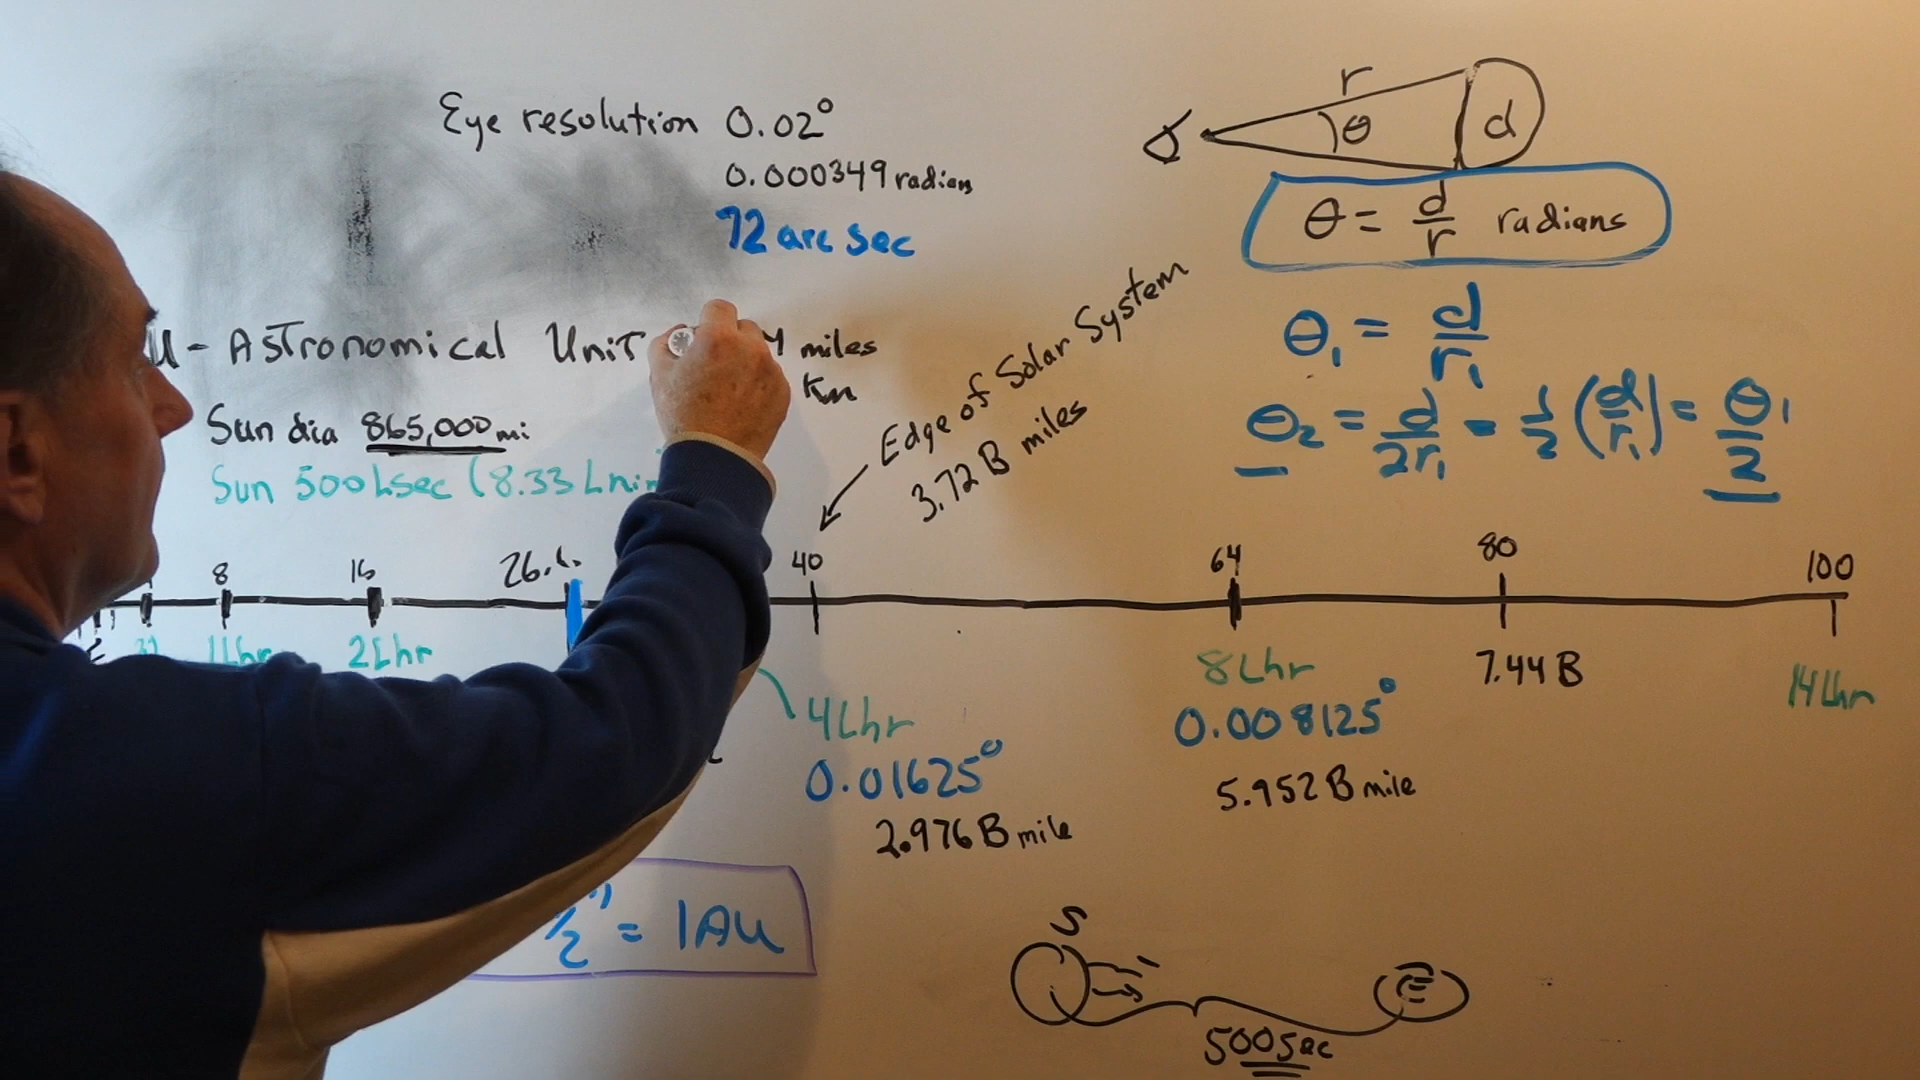 Eye resolution 0.02°
0.000349 radians
72 arc sec
r
θ
d
θ = d/r radians
θ₁ = d/r₁
θ₂ = d/2r₁ = 1/2 (d/r₁) = θ₁/2
- Astronomical Unit
miles
Km
Sun dia 865,000 mi
Sun 500 Lsec (8.33 Lmin
Edge of Solar System
3.72 B miles
8 16 26. 40 64 80 100
1Lhr 2Lhr
4Lhr
0.01625°
2.976 B mile
8Lhr
0.008125°
5.952 B mile
7.44 B
14Lhr
= 1AU
S
E
500 Sec